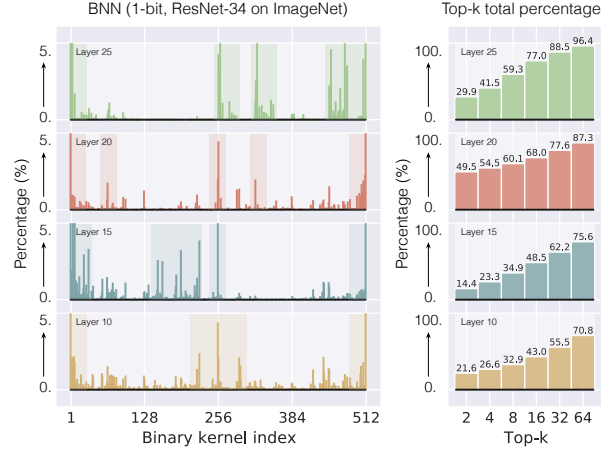 BNN (1-bit, ResNet-34 on ImageNet)
Top-k total percentage
Percentage (%)
5.
0.
Layer 25
5.
0.
Layer 20
5.
0.
Layer 15
5.
0.
Layer 10
1 128 256 384 512
Binary kernel index
Percentage (%)
100.
0.
Layer 25
29.9 41.5 59.3 77.0 88.5 96.4
100.
0.
Layer 20
49.5 54.5 60.1 68.0 77.6 87.3
100.
0.
Layer 15
14.4 23.3 34.9 48.5 62.2 75.6
100.
0.
Layer 10
21.6 26.6 32.9 43.0 55.5 70.8
2 4 8 16 32 64
Top-k